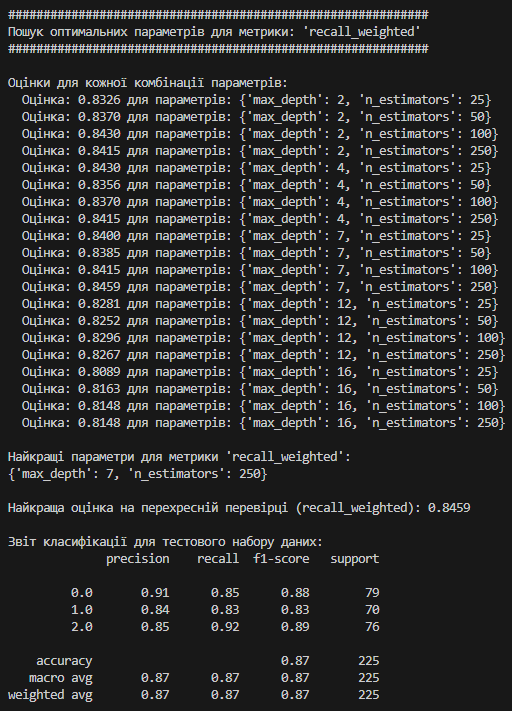 ############################################################
Пошук оптимальних параметрів для метрики: 'recall_weighted'
############################################################

Оцінки для кожної комбінації параметрів:
  Оцінка: 0.8326 для параметрів: {'max_depth': 2, 'n_estimators': 25}
  Оцінка: 0.8370 для параметрів: {'max_depth': 2, 'n_estimators': 50}
  Оцінка: 0.8430 для параметрів: {'max_depth': 2, 'n_estimators': 100}
  Оцінка: 0.8415 для параметрів: {'max_depth': 2, 'n_estimators': 250}
  Оцінка: 0.8430 для параметрів: {'max_depth': 4, 'n_estimators': 25}
  Оцінка: 0.8356 для параметрів: {'max_depth': 4, 'n_estimators': 50}
  Оцінка: 0.8370 для параметрів: {'max_depth': 4, 'n_estimators': 100}
  Оцінка: 0.8415 для параметрів: {'max_depth': 4, 'n_estimators': 250}
  Оцінка: 0.8400 для параметрів: {'max_depth': 7, 'n_estimators': 25}
  Оцінка: 0.8385 для параметрів: {'max_depth': 7, 'n_estimators': 50}
  Оцінка: 0.8415 для параметрів: {'max_depth': 7, 'n_estimators': 100}
  Оцінка: 0.8459 для параметрів: {'max_depth': 7, 'n_estimators': 250}
  Оцінка: 0.8281 для параметрів: {'max_depth': 12, 'n_estimators': 25}
  Оцінка: 0.8252 для параметрів: {'max_depth': 12, 'n_estimators': 50}
  Оцінка: 0.8296 для параметрів: {'max_depth': 12, 'n_estimators': 100}
  Оцінка: 0.8267 для параметрів: {'max_depth': 12, 'n_estimators': 250}
  Оцінка: 0.8089 для параметрів: {'max_depth': 16, 'n_estimators': 25}
  Оцінка: 0.8163 для параметрів: {'max_depth': 16, 'n_estimators': 50}
  Оцінка: 0.8148 для параметрів: {'max_depth': 16, 'n_estimators': 100}
  Оцінка: 0.8148 для параметрів: {'max_depth': 16, 'n_estimators': 250}

Найкращі параметри для метрики 'recall_weighted':
{'max_depth': 7, 'n_estimators': 250}

Найкраща оцінка на перехресній перевірці (recall_weighted): 0.8459

Звіт класифікації для тестового набору даних:
              precision    recall  f1-score   support

         0.0       0.91      0.85      0.88        79
         1.0       0.84      0.83      0.83        70
         2.0       0.85      0.92      0.89        76

    accuracy                           0.87       225
   macro avg       0.87      0.87      0.87       225
weighted avg       0.87      0.87      0.87       225